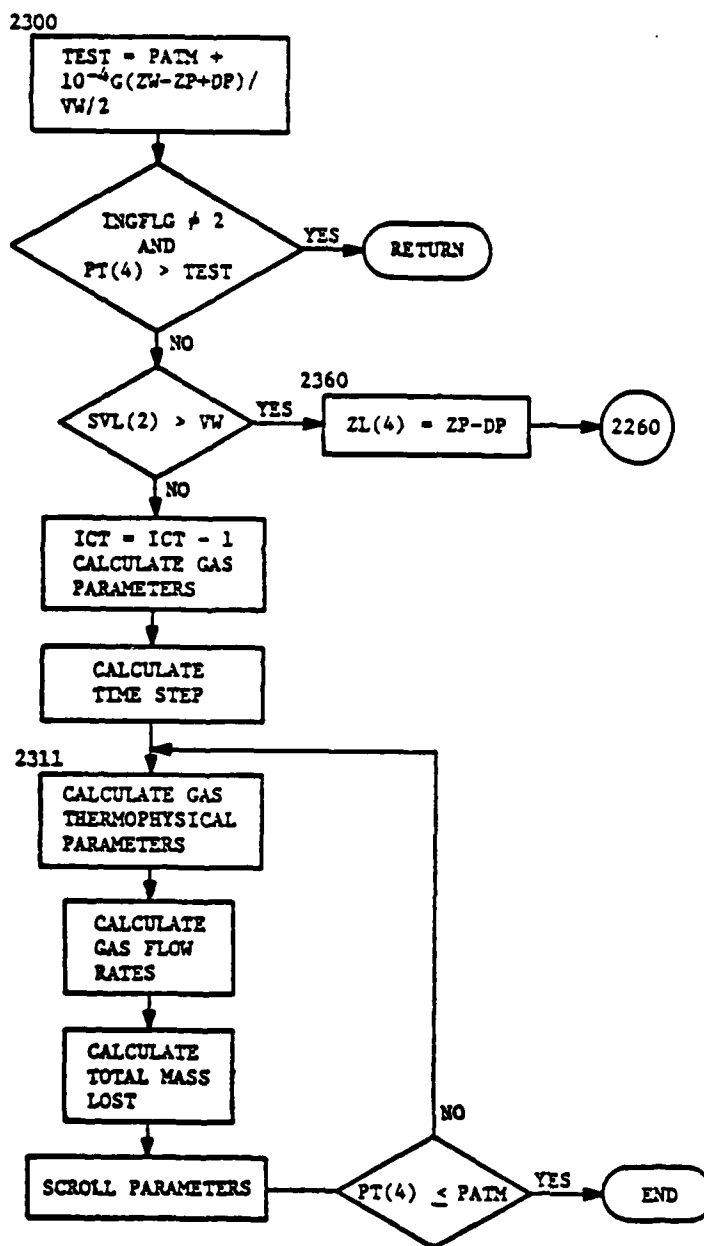 2300
TEST = PATM +
10⁻⁴G(ZW-ZP+DP)/
VW/2
INGFLG ≠ 2
AND
PT(4) > TEST
YES
RETURN
NO
2360
SVL(2) > VW
YES
ZL(4) = ZP-DP
2260
NO
ICT = ICT - 1
CALCULATE GAS
PARAMETERS
CALCULATE
TIME STEP
2311
CALCULATE GAS
THERMOPHYSICAL
PARAMETERS
CALCULATE
GAS FLOW
RATES
CALCULATE
TOTAL MASS
LOST
NO
SCROLL PARAMETERS
PT(4) ≤ PATM
YES
END